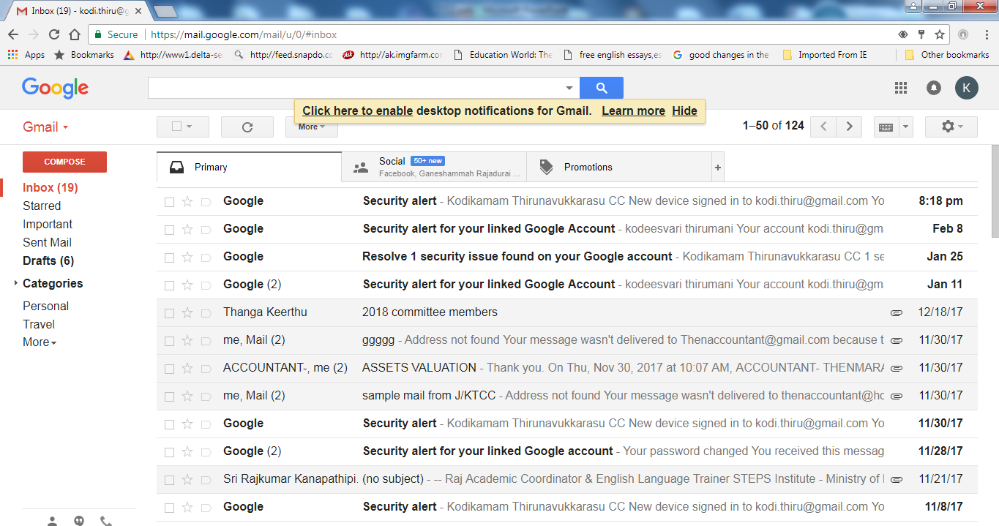 Inbox (19) - kodi.thiru@g
Secure https://mail.google.com/mail/u/0/#inbox
Apps Bookmarks http://www1.delta-se http://feed.snapdo.co Ask http://ak.imgfarm.cor Education World: The free english essays,es good changes in the Imported From IE Other bookmarks
Google K
Click here to enable desktop notifications for Gmail. Learn more Hide
Gmail More 1–50 of 124
COMPOSE
Inbox (19)
Starred
Important
Sent Mail
Drafts (6)
Categories
Personal
Travel
More
Primary Social 50+ new Promotions +
Facebook, Ganeshammah Rajadurai ...
Google Security alert - Kodikamam Thirunavukkarasu CC New device signed in to kodi.thiru@gmail.com Yo 8:18 pm
Google Security alert for your linked Google Account - kodeesvari thirumani Your account kodi.thiru@gm Feb 8
Google Resolve 1 security issue found on your Google account - Kodikamam Thirunavukkarasu CC 1 se Jan 25
Google (2) Security alert for your linked Google Account - kodeesvari thirumani Your account kodi.thiru@gm Jan 11
Thanga Keerthu 2018 committee members 12/18/17
me, Mail (2) ggggg - Address not found Your message wasn't delivered to Thenaccountant@gmail.com because t 11/30/17
ACCOUNTANT-, me (2) ASSETS VALUATION - Thank you. On Thu, Nov 30, 2017 at 10:07 AM, ACCOUNTANT- THENMARA 11/30/17
me, Mail (2) sample mail from J/KTCC - Address not found Your message wasn't delivered to thenaccountant@ho 11/30/17
Google Security alert - Kodikamam Thirunavukkarasu CC New device signed in to kodi.thiru@gmail.com Yo 11/30/17
Google (2) Security alert for your linked Google account - Your password changed You received this messag 11/28/17
Sri Rajkumar Kanapathipi. (no subject) - -- Raj Academic Coordinator & English Language Trainer STEPS Institute - Ministry of 11/21/17
Google Security alert - Kodikamam Thirunavukkarasu CC New device signed in to kodi.thiru@gmail.com Yo 11/8/17